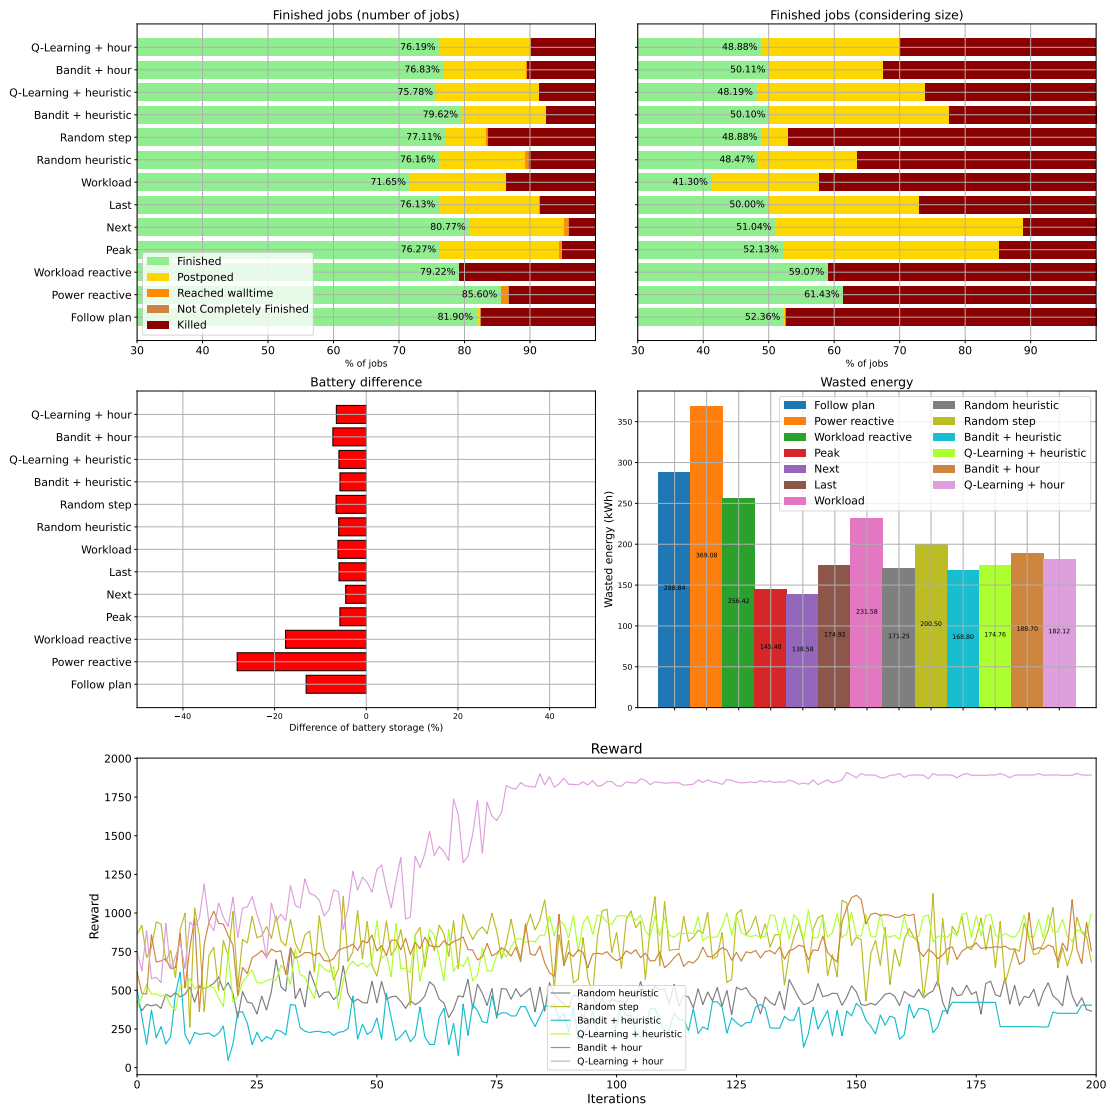 Finished jobs (number of jobs)
Q-Learning + hour
Bandit + hour
Q-Learning + heuristic
Bandit + heuristic
Random step
Random heuristic
Workload
Last
Next
Peak
Workload reactive
Power reactive
Follow plan
76.19%
76.83%
75.78%
79.62%
77.11%
76.16%
71.65%
76.13%
80.77%
76.27%
79.22%
85.60%
81.90%
Finished
Postponed
Reached walltime
Not Completely Finished
Killed
30 40 50 60 70 80 90
% of jobs
Finished jobs (considering size)
48.88%
50.11%
48.19%
50.10%
48.88%
48.47%
41.30%
50.00%
51.04%
52.13%
59.07%
61.43%
52.36%
30 40 50 60 70 80 90
% of jobs
Battery difference
Q-Learning + hour
Bandit + hour
Q-Learning + heuristic
Bandit + heuristic
Random step
Random heuristic
Workload
Last
Next
Peak
Workload reactive
Power reactive
Follow plan
−40 −20 0 20 40
Difference of battery storage (%)
Wasted energy
Wasted energy (kWh)
350
300
250
200
150
100
50
0
Follow plan
Power reactive
Workload reactive
Peak
Next
Last
Workload
Random heuristic
Random step
Bandit + heuristic
Q-Learning + heuristic
Bandit + hour
Q-Learning + hour
288.84
369.08
256.42
145.48
138.58
174.92
231.58
171.25
200.50
168.80
174.76
188.70
182.12
Reward
Reward
2000
1750
1500
1250
1000
750
500
250
0
Random heuristic
Random step
Bandit + heuristic
Q-Learning + heuristic
Bandit + hour
Q-Learning + hour
0 25 50 75 100 125 150 175 200
Iterations